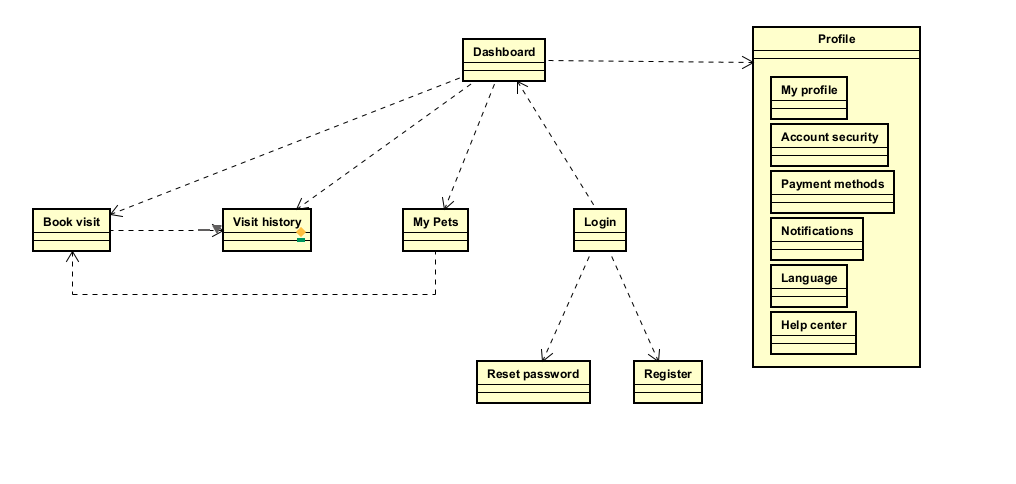 Dashboard
Profile
My profile
Account security
Payment methods
Notifications
Language
Help center
Book visit
Visit history
My Pets
Login
Reset password
Register